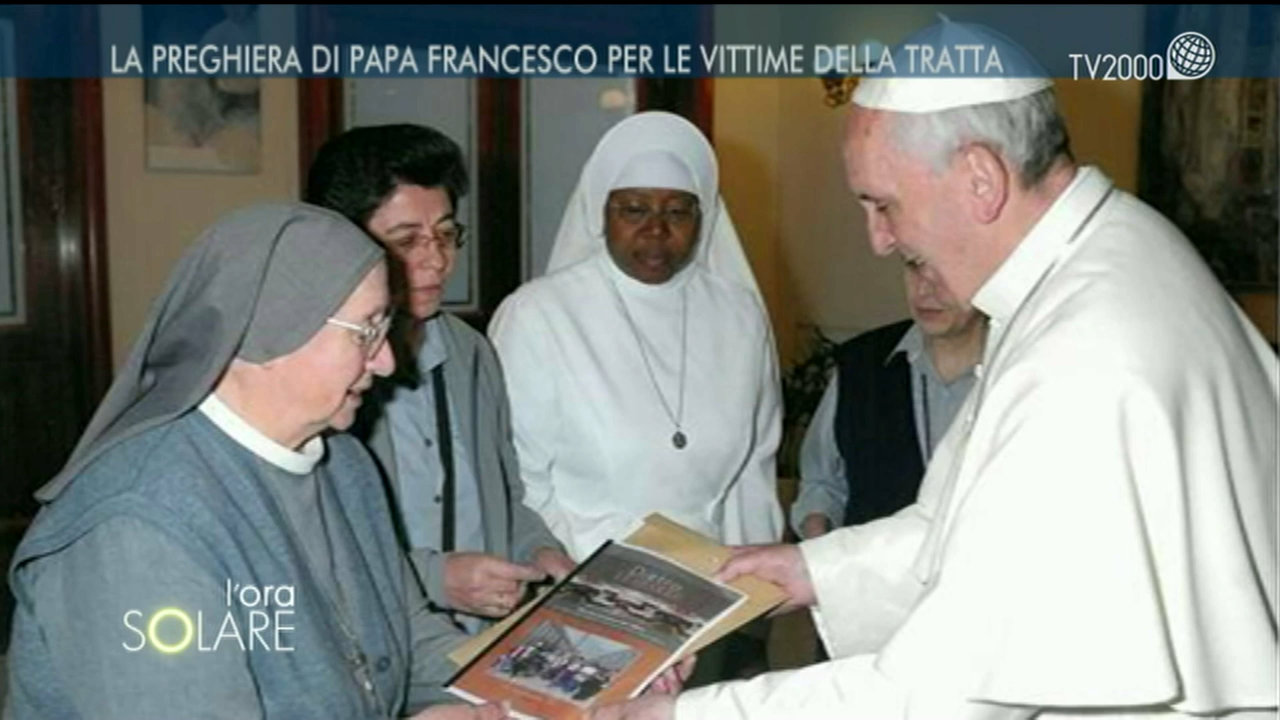 LA PREGHIERA DI PAPA FRANCESCO PER LE VITTIME DELLA TRATTA
TV2000
l'ora
SOLARE